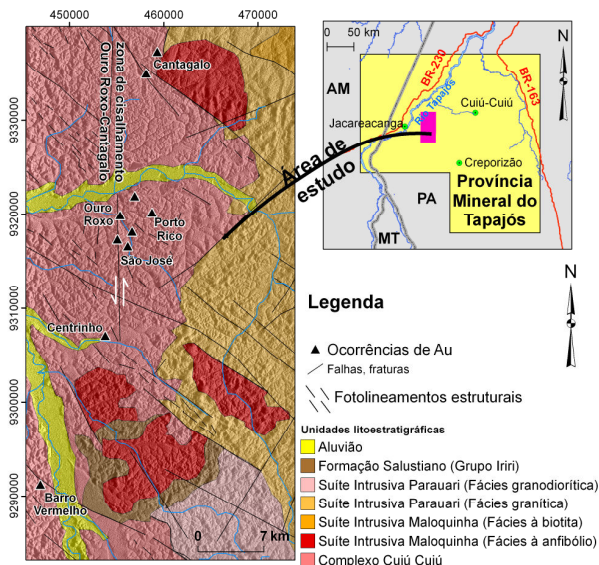 450000
460000
470000
9330000
9320000
9310000
9300000
9290000
Cantagalo
zona de cisalhamento
Ouro Roxo-Cantagalo
Ouro
Roxo
Porto
Rico
São José
Centrinho
Barro
Vermelho
0 7 km
Área de
estudo
0 50 km
N
AM
BR-230
Rio Tapajós
BR-163
Cuiú-Cuiú
Jacareacanga
Creporizão
Província
Mineral do
Tapajós
PA
MT
N
Legenda
Ocorrências de Au
Falhas, fraturas
Fotolineamentos estruturais
Unidades litoestratigráficas
Aluvião
Formação Salustiano (Grupo Iriri)
Suíte Intrusiva Parauari (Fácies granodiorítica)
Suíte Intrusiva Parauari (Fácies granítica)
Suíte Intrusiva Maloquinha (Fácies à biotita)
Suíte Intrusiva Maloquinha (Fácies à anfibólio)
Complexo Cuiú Cuiú